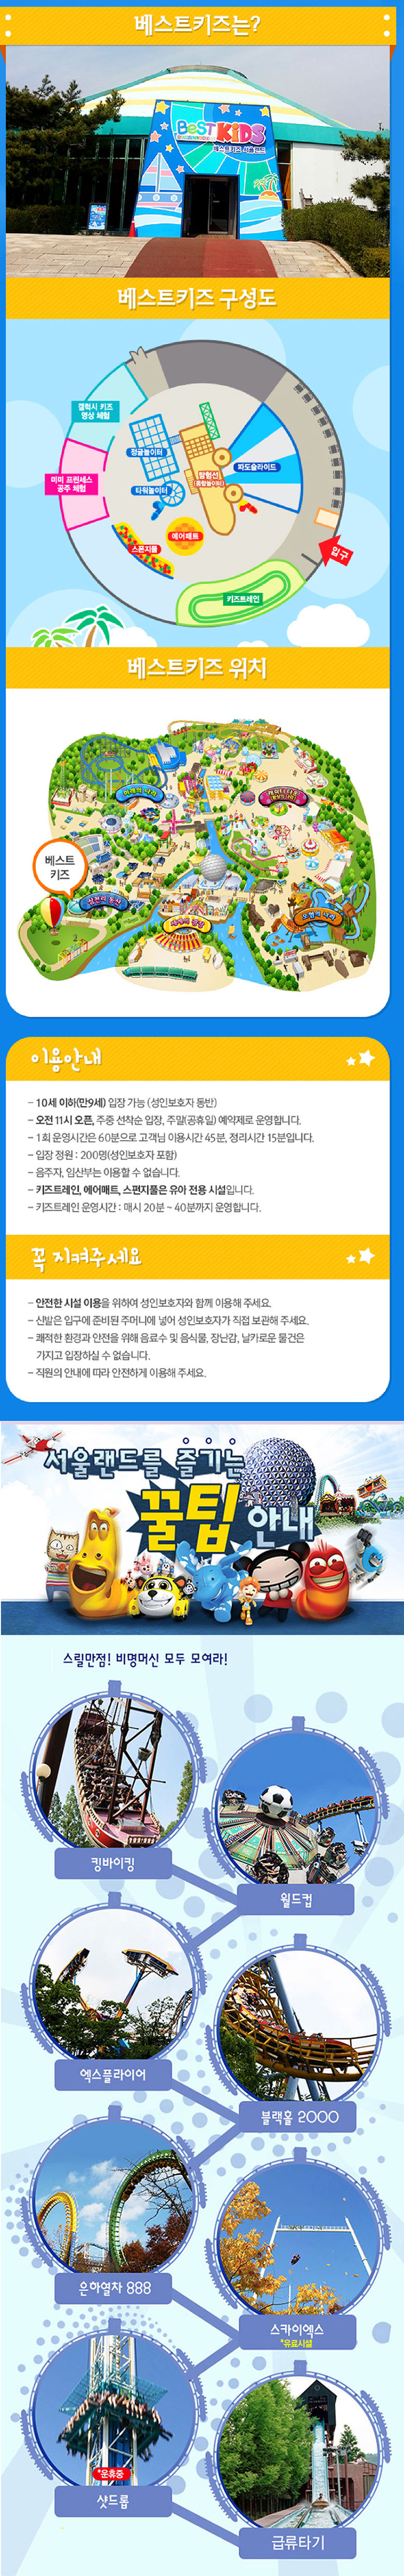 베스트키즈는?
BeST KiDS
베스트키즈 서울랜드
베스트키즈 구성도
갤럭시 키즈
영상 체험
정글놀이터
미미 프린세스
공주 체험
탐험선
(종합놀이터)
파도슬라이드
타워놀이터
에어매트
스폰지풀
입구
키즈트레인
베스트키즈 위치
베스트
키즈
이용안내
- 10세 이하(만9세) 입장 가능 (성인보호자 동반)
- 오전 11시 오픈, 주중 선착순 입장, 주말(공휴일) 예약제로 운영합니다.
- 1회 운영시간은 60분으로 고객님 이용시간 45분, 정리시간 15분입니다.
- 입장 정원 : 200명(성인보호자 포함)
- 음주자, 임산부는 이용할 수 없습니다.
- 키즈트레인, 에어매트, 스펀지풀은 유아 전용 시설입니다.
- 키즈트레인 운영시간 : 매시 20분 ~ 40분까지 운영합니다.
꼭 지켜주세요
- 안전한 시설 이용을 위하여 성인보호자와 함께 이용해 주세요.
- 신발은 입구에 준비된 주머니에 넣어 성인보호자가 직접 보관해 주세요.
- 쾌적한 환경과 안전을 위해 음료수 및 음식물, 장난감, 날카로운 물건은
가지고 입장하실 수 없습니다.
- 직원의 안내에 따라 안전하게 이용해 주세요.
서울랜드를 즐기는
꿀팁 안내
스릴만점! 비명머신 모두 모여라!
킹바이킹
월드컵
엑스플라이어
블랙홀 2000
은하열차 888
스카이엑스
*유료시설
*운휴중
샷드롭
급류타기